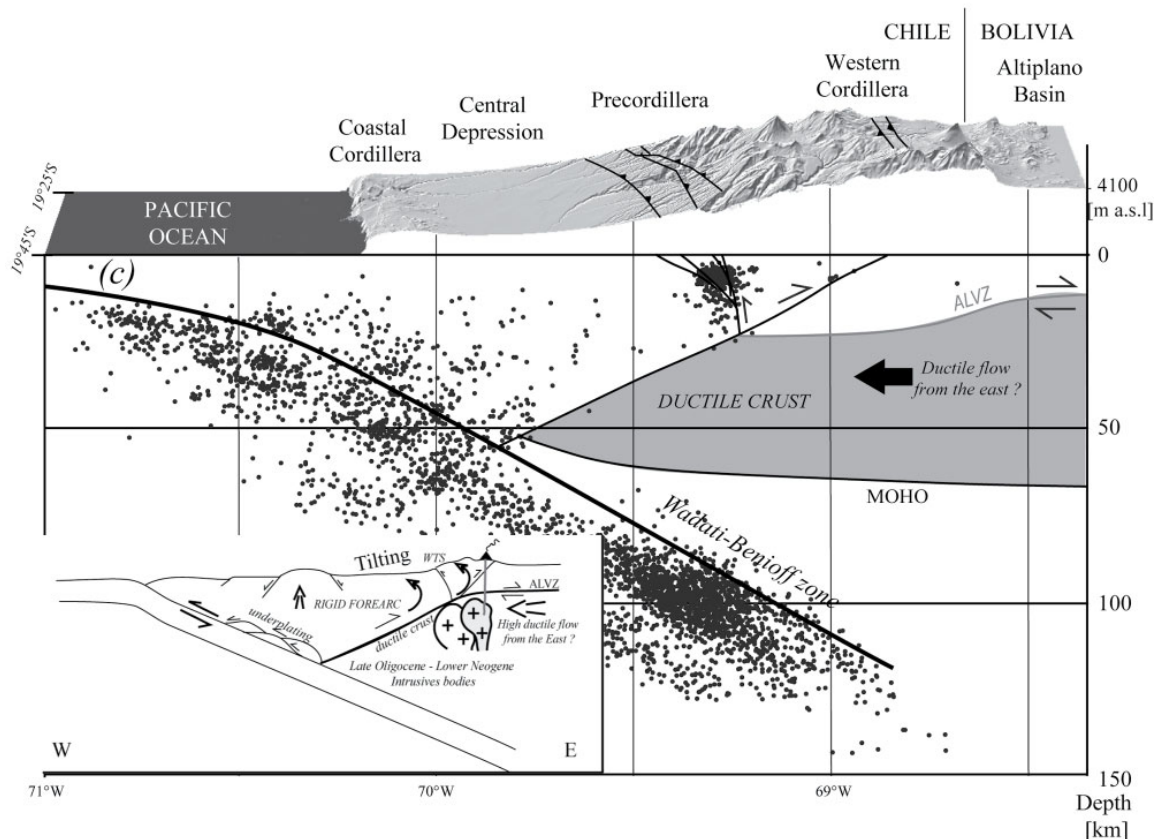 CHILE BOLIVIA
Western
Cordillera
Altiplano
Basin
Precordillera
Central
Depression
Coastal
Cordillera
19°25'S
19°45'S
PACIFIC
OCEAN
4100
[m a.s.l]
0
(c)
ALVZ
Ductile flow
from the east ?
DUCTILE CRUST
50
MOHO
Wadati-Benioff zone
100
Tilting
WTS
ALVZ
RIGID FOREARC
underplating
ductile crust
High ductile flow
from the East ?
Late Oligocene - Lower Neogene
Intrusives bodies
W
E
150
71°W
70°W
69°W
Depth
[km]